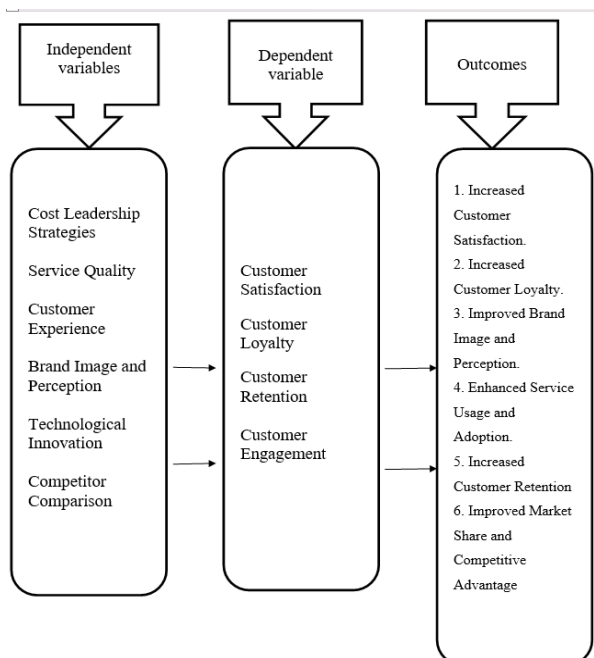 Independent
variables
Dependent
variable
Outcomes
Cost Leadership
Strategies
Service Quality
Customer
Experience
Brand Image and
Perception
Technological
Innovation
Competitor
Comparison
Customer
Satisfaction
Customer
Loyalty
Customer
Retention
Customer
Engagement
1. Increased
Customer
Satisfaction.
2. Increased
Customer Loyalty.
3. Improved Brand
Image and
Perception.
4. Enhanced Service
Usage and
Adoption.
5. Increased
Customer Retention
6. Improved Market
Share and
Competitive
Advantage